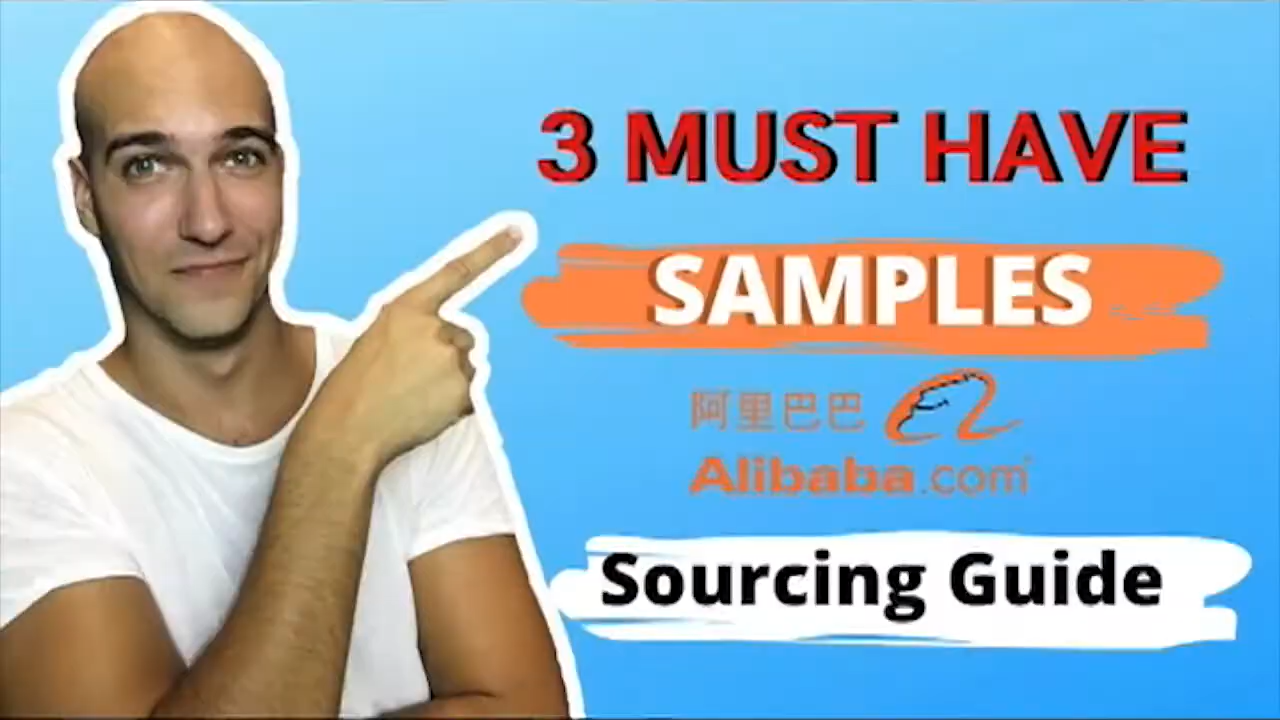 3 MUST HAVE
SAMPLES
阿里巴巴
Alibaba.com
Sourcing Guide